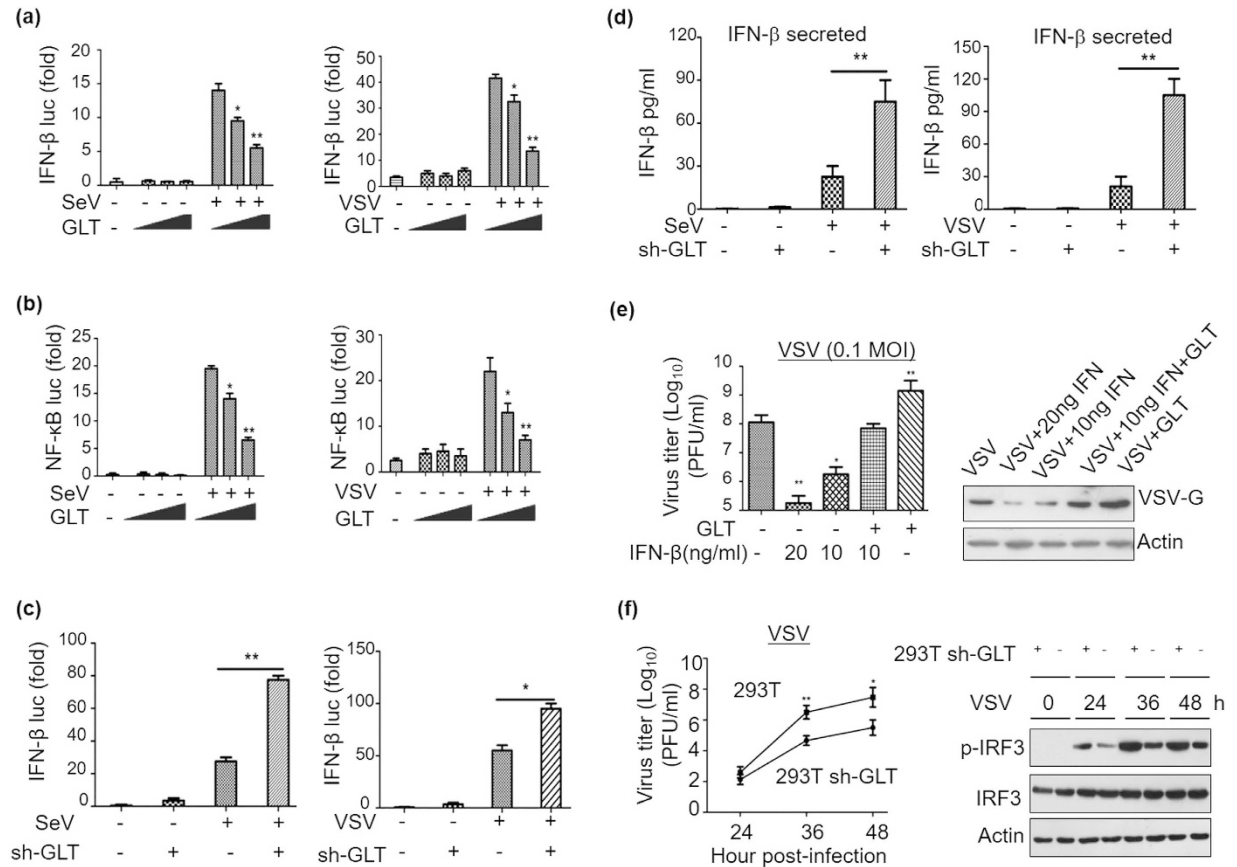 (a)
IFN-β luc (fold)
20
15
10
5
0
*
**
SeV - - - - + + +
GLT -
IFN-β luc (fold)
50
40
30
20
10
0
*
**
VSV - - - - + + +
GLT -
(b)
NF-κB luc (fold)
25
20
15
10
5
0
*
**
SeV - - - - + + +
GLT -
NF-κB luc (fold)
30
20
10
0
*
**
VSV - - - - + + +
GLT -
(c)
IFN-β luc (fold)
100
80
60
40
20
0
**
SeV - - + +
sh-GLT - + - +
IFN-β luc (fold)
150
100
50
0
*
VSV - - + +
sh-GLT - + - +
(d)
IFN-β secreted
IFN-β pg/ml
120
90
60
30
0
**
SeV - - + +
sh-GLT - + - +
IFN-β secreted
IFN-β pg/ml
150
120
90
60
30
0
**
VSV - - + +
sh-GLT - + - +
(e)
VSV (0.1 MOI)
Virus titer (Log10)
(PFU/ml)
10
9
8
7
6
5
**
*
**
GLT - - - + +
IFN-β(ng/ml) - 20 10 10 -
VSV
VSV+20ng IFN
VSV+10ng IFN
VSV+10ng IFN+GLT
VSV+GLT
VSV-G
Actin
(f)
VSV
Virus titer (Log10)
(PFU/ml)
10
8
6
4
2
0
293T
**
*
293T sh-GLT
24 36 48
Hour post-infection
293T sh-GLT + - + - + - + -
VSV 0 24 36 48 h
p-IRF3
IRF3
Actin